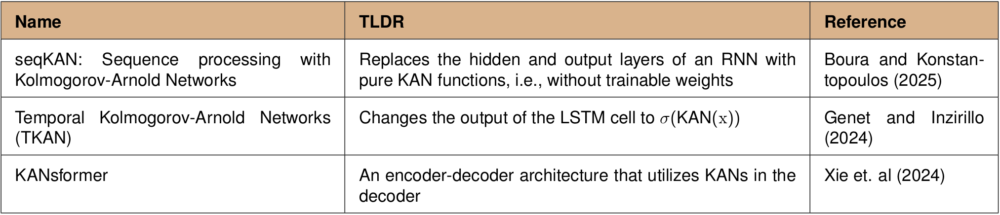 Name
TLDR
Reference
seqKAN: Sequence processing with
Kolmogorov-Arnold Networks
Replaces the hidden and output layers of an RNN with
pure KAN functions, i.e., without trainable weights
Boura and Konstan-
topoulos (2025)
Temporal Kolmogorov-Arnold Networks
(TKAN)
Changes the output of the LSTM cell to σ(KAN(x))
Genet and Inzirillo
(2024)
KANsformer
An encoder-decoder architecture that utilizes KANs in the
decoder
Xie et. al (2024)